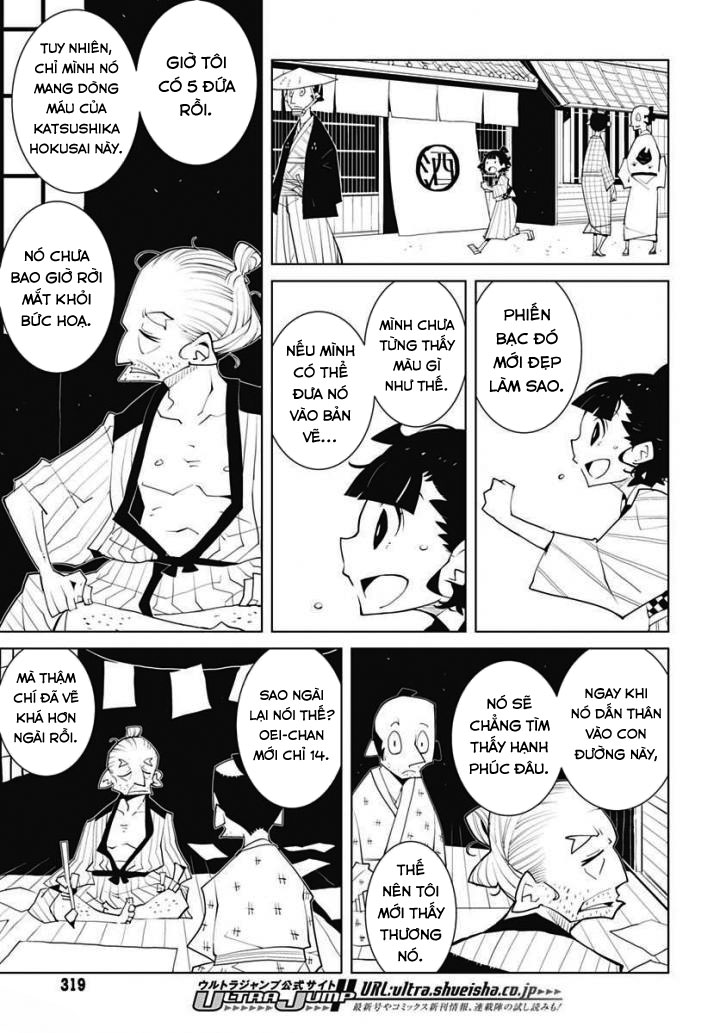 酒
PHIẾN
BẠC ĐÓ
MỚI ĐẸP
LÀM SAO.
MÌNH CHƯA
TỪNG THẤY
MÀU GÌ
NHƯ THẾ.
NẾU MÌNH
CÓ THỂ
ĐƯA NÓ
VÀO BẢN
VẼ...
GIỜ TÔI
CÓ 5 ĐỨA
RỒI.
TUY NHIÊN,
CHỈ MÌNH NÓ
MANG DÒNG
MÁU CỦA
KATSUSHIKA
HOKUSAI NÀY.
NÓ CHƯA
BAO GIỜ RỜI
MẮT KHỎI
BỨC HOẠ.
NGAY KHI
NÓ DẤN THÂN
VÀO CON
ĐƯỜNG NÀY,
NÓ SẼ
CHẲNG TÌM
THẤY HẠNH
PHÚC ĐÂU.
THẾ
NÊN TÔI
MỚI THẤY
THƯƠNG
NÓ.
SAO NGÀI
LẠI NÓI THẾ?
OEI-CHAN
MỚI CHỈ 14.
MÀ THẬM
CHÍ ĐÃ VẼ
KHÁ HƠN
NGÀI RỒI.
319
ウルトラジャンプ公式サイト
ULTRA JUMP
URL:ultra.shueisha.co.jp
最新号やコミックス新刊情報、連載陣の試し読みも!